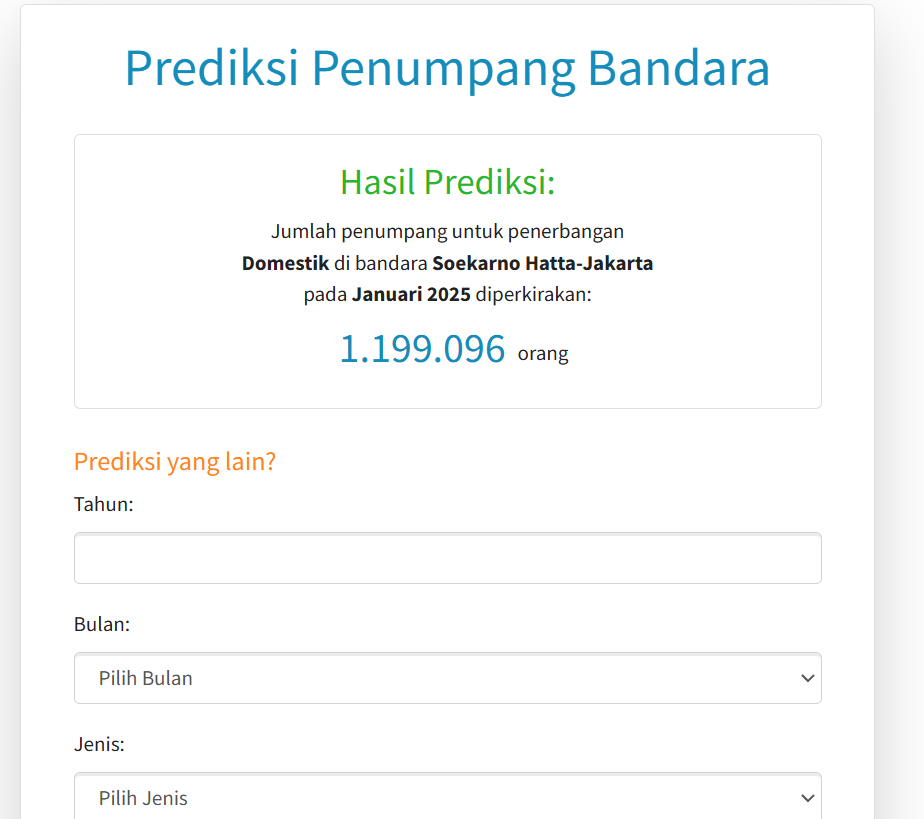 Prediksi Penumpang Bandara
Hasil Prediksi:
Jumlah penumpang untuk penerbangan
Domestik di bandara Soekarno Hatta-Jakarta
pada Januari 2025 diperkirakan:
1.199.096 orang
Prediksi yang lain?
Tahun:
Bulan:
Pilih Bulan
Jenis:
Pilih Jenis